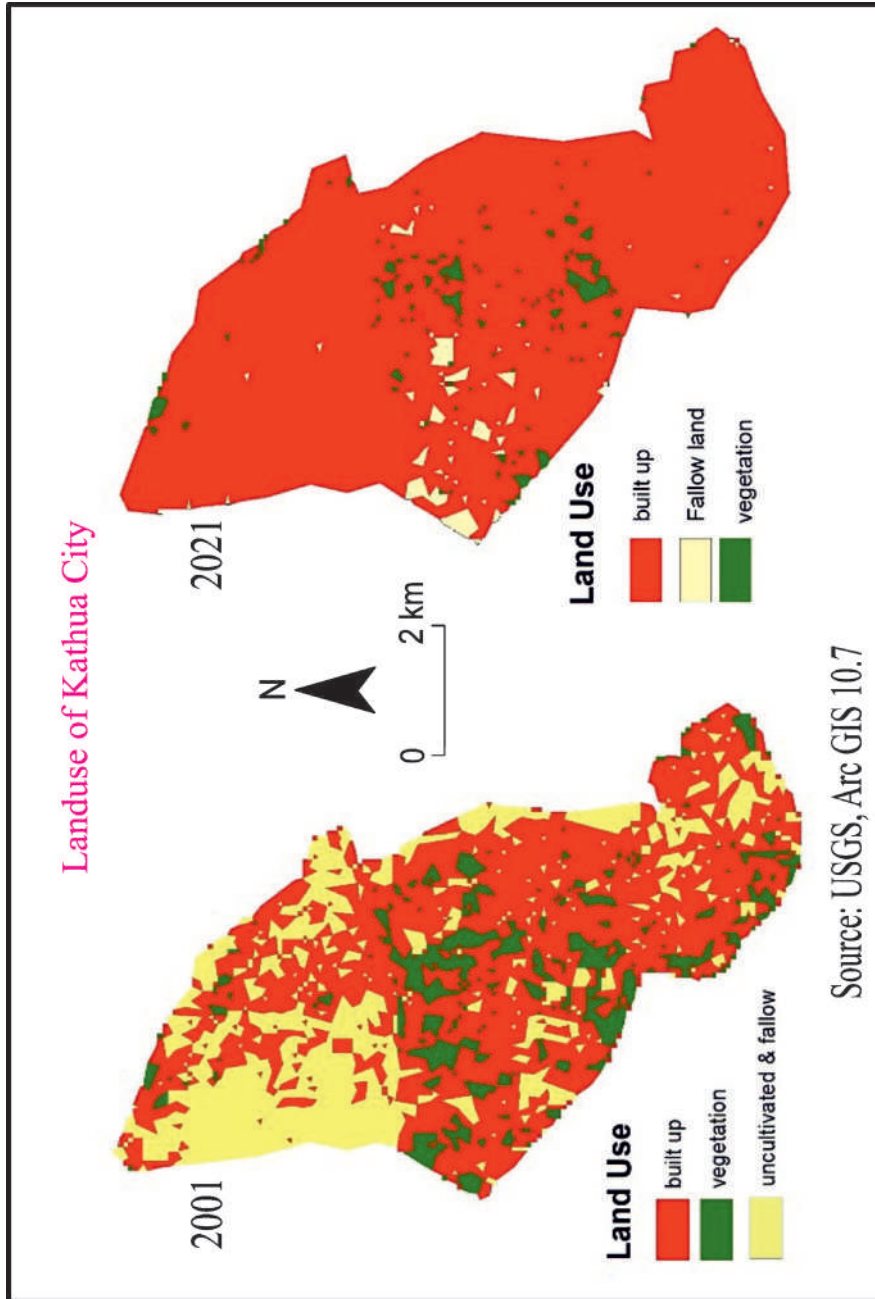 Landuse of Kathua City
2001
N
0 2 km
2021
Land Use
built up
vegetation
uncultivated & fallow
Land Use
built up
Fallow land
vegetation
Source: USGS, Arc GIS 10.7